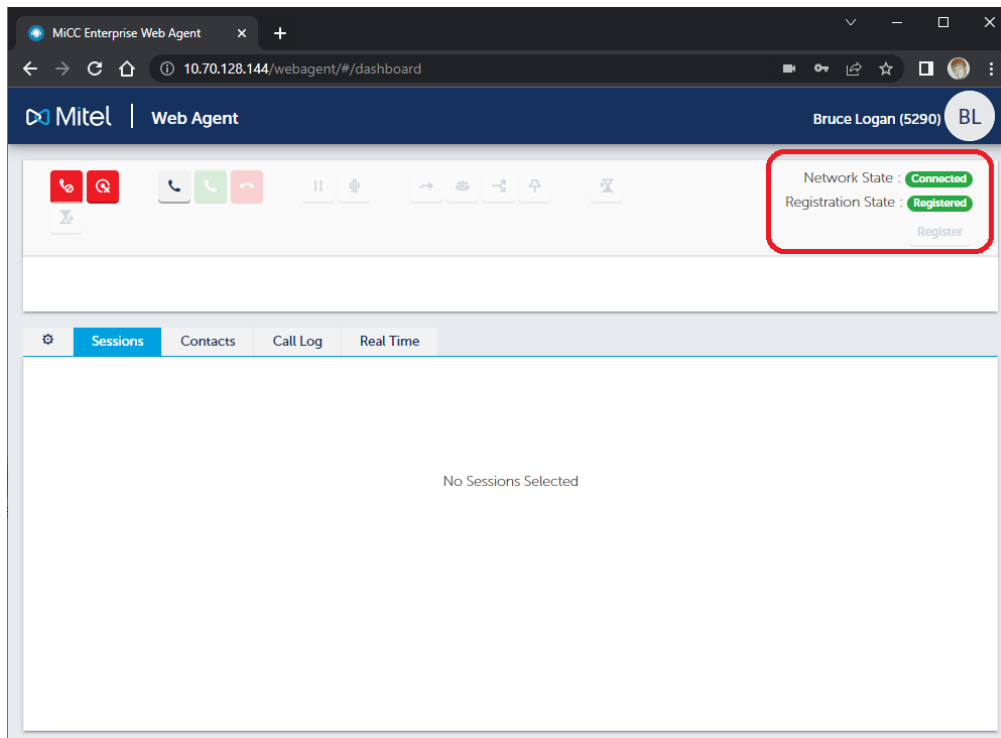 MiCC Enterprise Web Agent
10.70.128.144/webagent/#/dashboard
Mitel | Web Agent
Bruce Logan (5290) BL
Network State : Connected
Registration State : Registered
Register
Sessions Contacts Call Log Real Time
No Sessions Selected